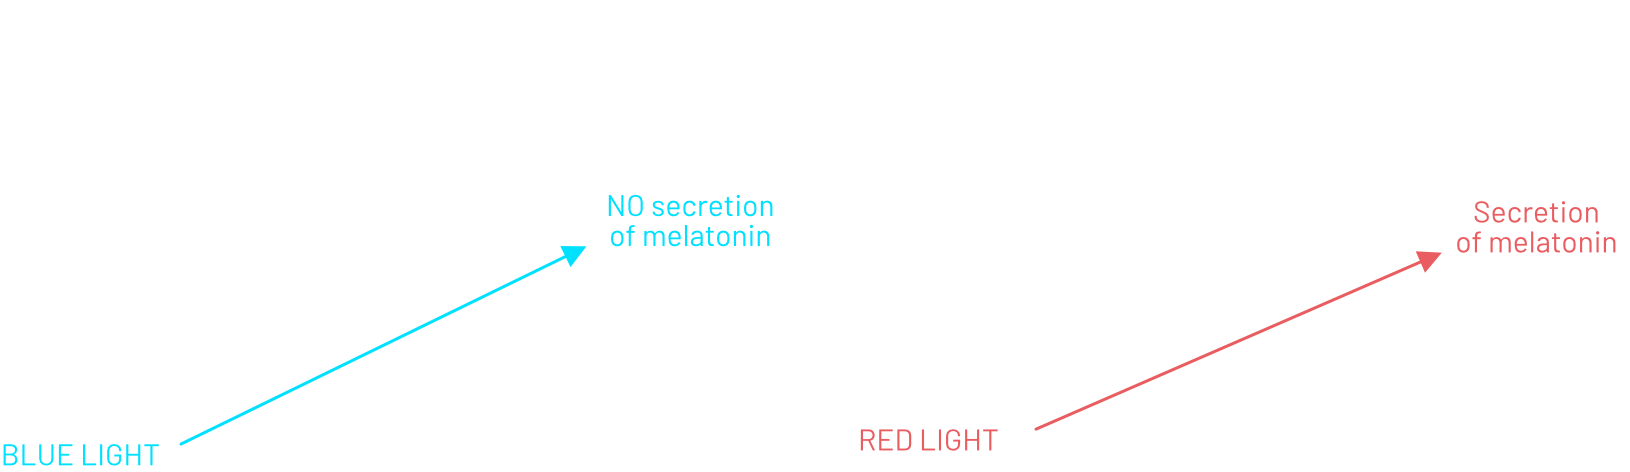 NO secretion
of melatonin
BLUE LIGHT
Secretion
of melatonin
RED LIGHT